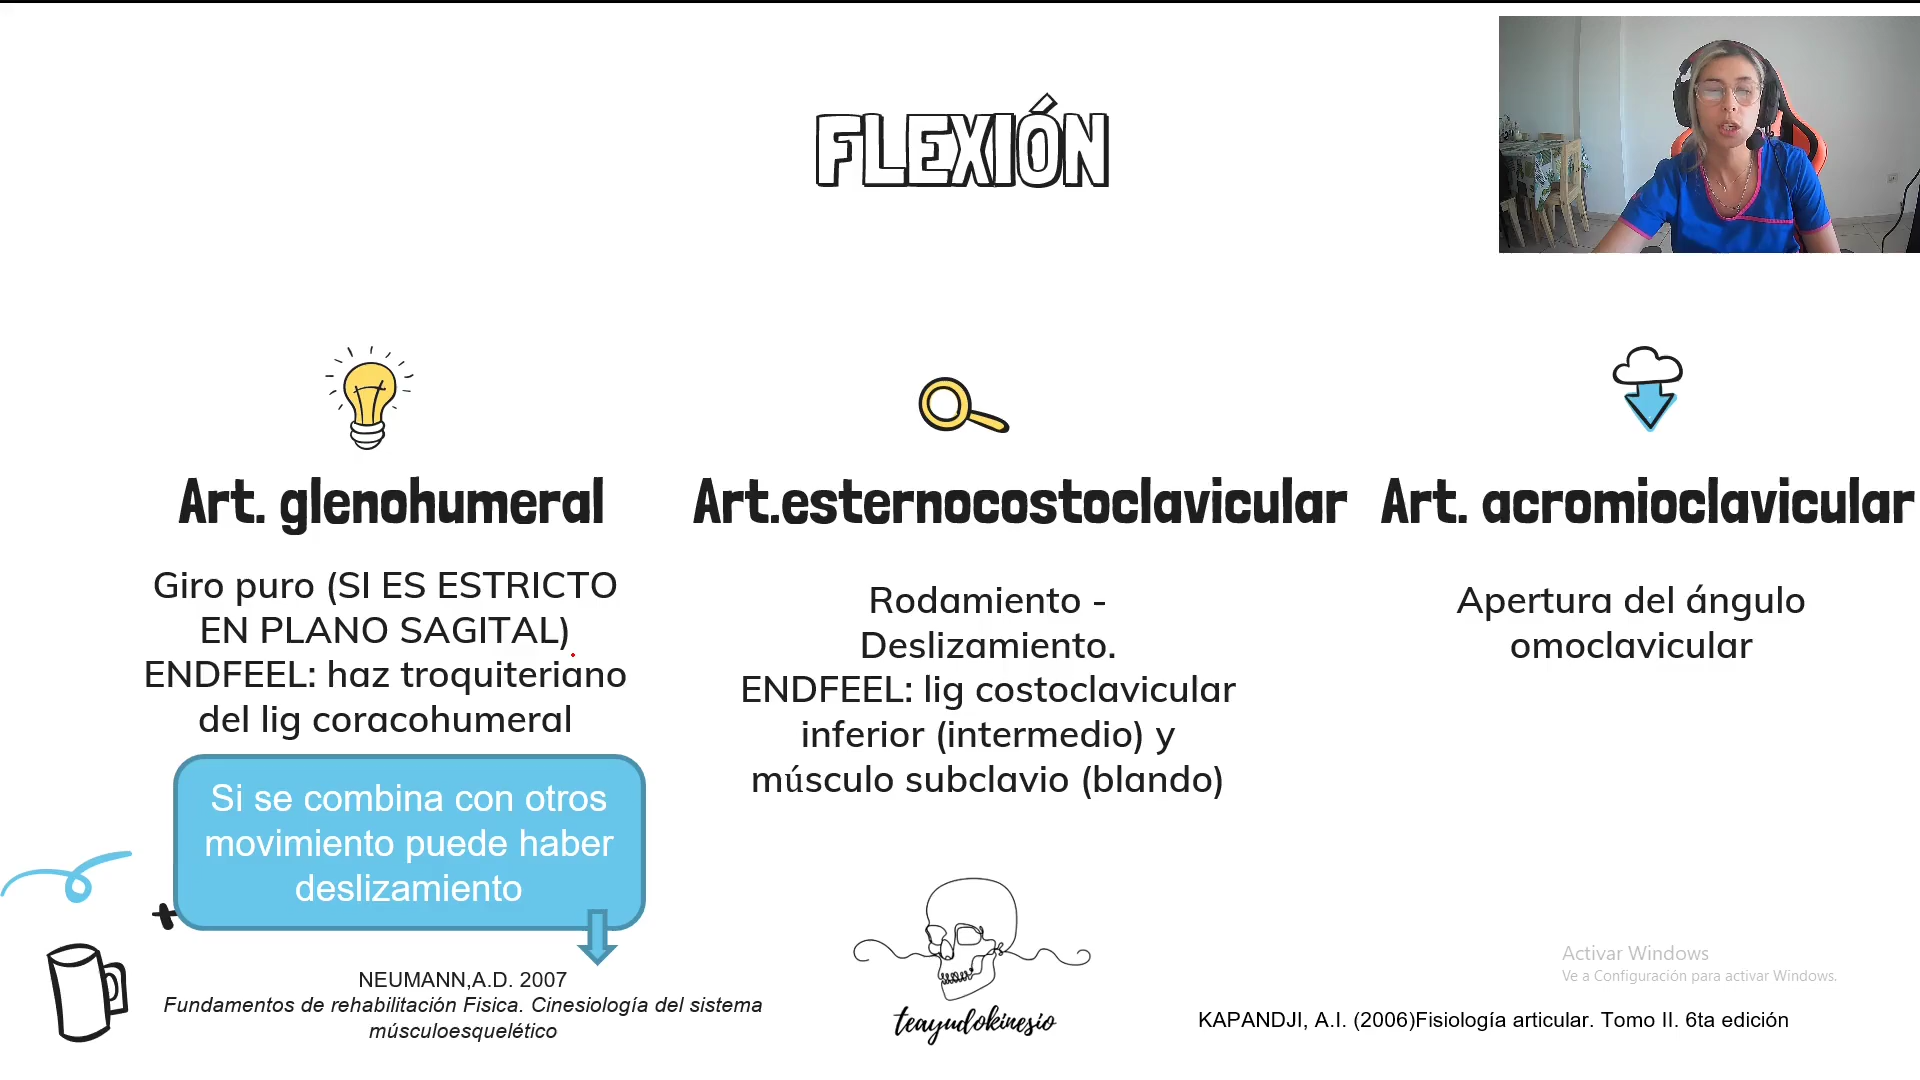 FLEXIÓN
Art. glenohumeral
Giro puro (SI ES ESTRICTO
EN PLANO SAGITAL)
ENDFEEL: haz troquiteriano
del lig coracohumeral
Si se combina con otros
movimiento puede haber
deslizamiento
NEUMANN,A.D. 2007
Fundamentos de rehabilitación Fisica. Cinesiología del sistema
músculoesquelético
Art.esternocostoclavicular
Rodamiento -
Deslizamiento.
ENDFEEL: lig costoclavicular
inferior (intermedio) y
músculo subclavio (blando)
teayudokinesio
Art. acromioclavicular
Apertura del ángulo
omoclavicular
Activar Windows
Ve a Configuración para activar Windows.
KAPANDJI, A.I. (2006)Fisiología articular. Tomo II. 6ta edición